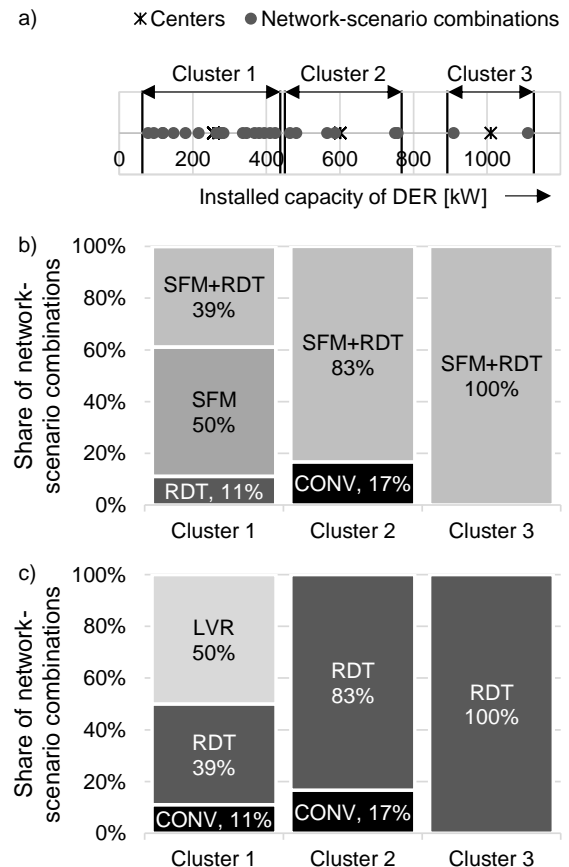 a)
Centers
Network-scenario combinations
Cluster 1
Cluster 2
Cluster 3
0
200
400
600
800
1000
Installed capacity of DER [kW]
b)
Share of network-
scenario combinations
100%
80%
60%
40%
20%
0%
SFM+RDT
39%
SFM
50%
RDT, 11%
SFM+RDT
83%
CONV, 17%
SFM+RDT
100%
Cluster 1
Cluster 2
Cluster 3
c)
Share of network-
scenario combinations
100%
80%
60%
40%
20%
0%
LVR
50%
RDT
39%
CONV, 11%
RDT
83%
CONV, 17%
RDT
100%
Cluster 1
Cluster 2
Cluster 3